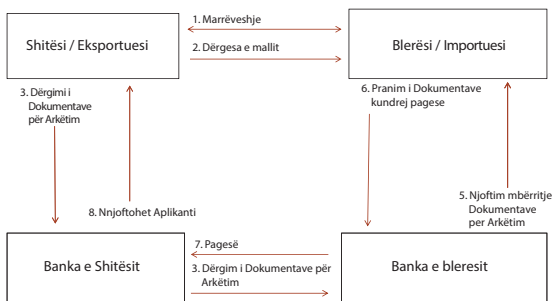 1. Marrëveshje
Shitësi / Eksportuesi
Blerësi / Importuesi
2. Dërgesa e mallit
3. Dërgimi i
Dokumentave
për Arkëtim
6. Pranim i Dokumentave
kundrej pagese
8. Nnjoftohet Aplikanti
5. Njoftim mbërritje
Dokumentave
per Arkëtim
7. Pagesë
Banka e Shitësit
3. Dërgim i Dokumentave për
Arkëtim
Banka e bleresit